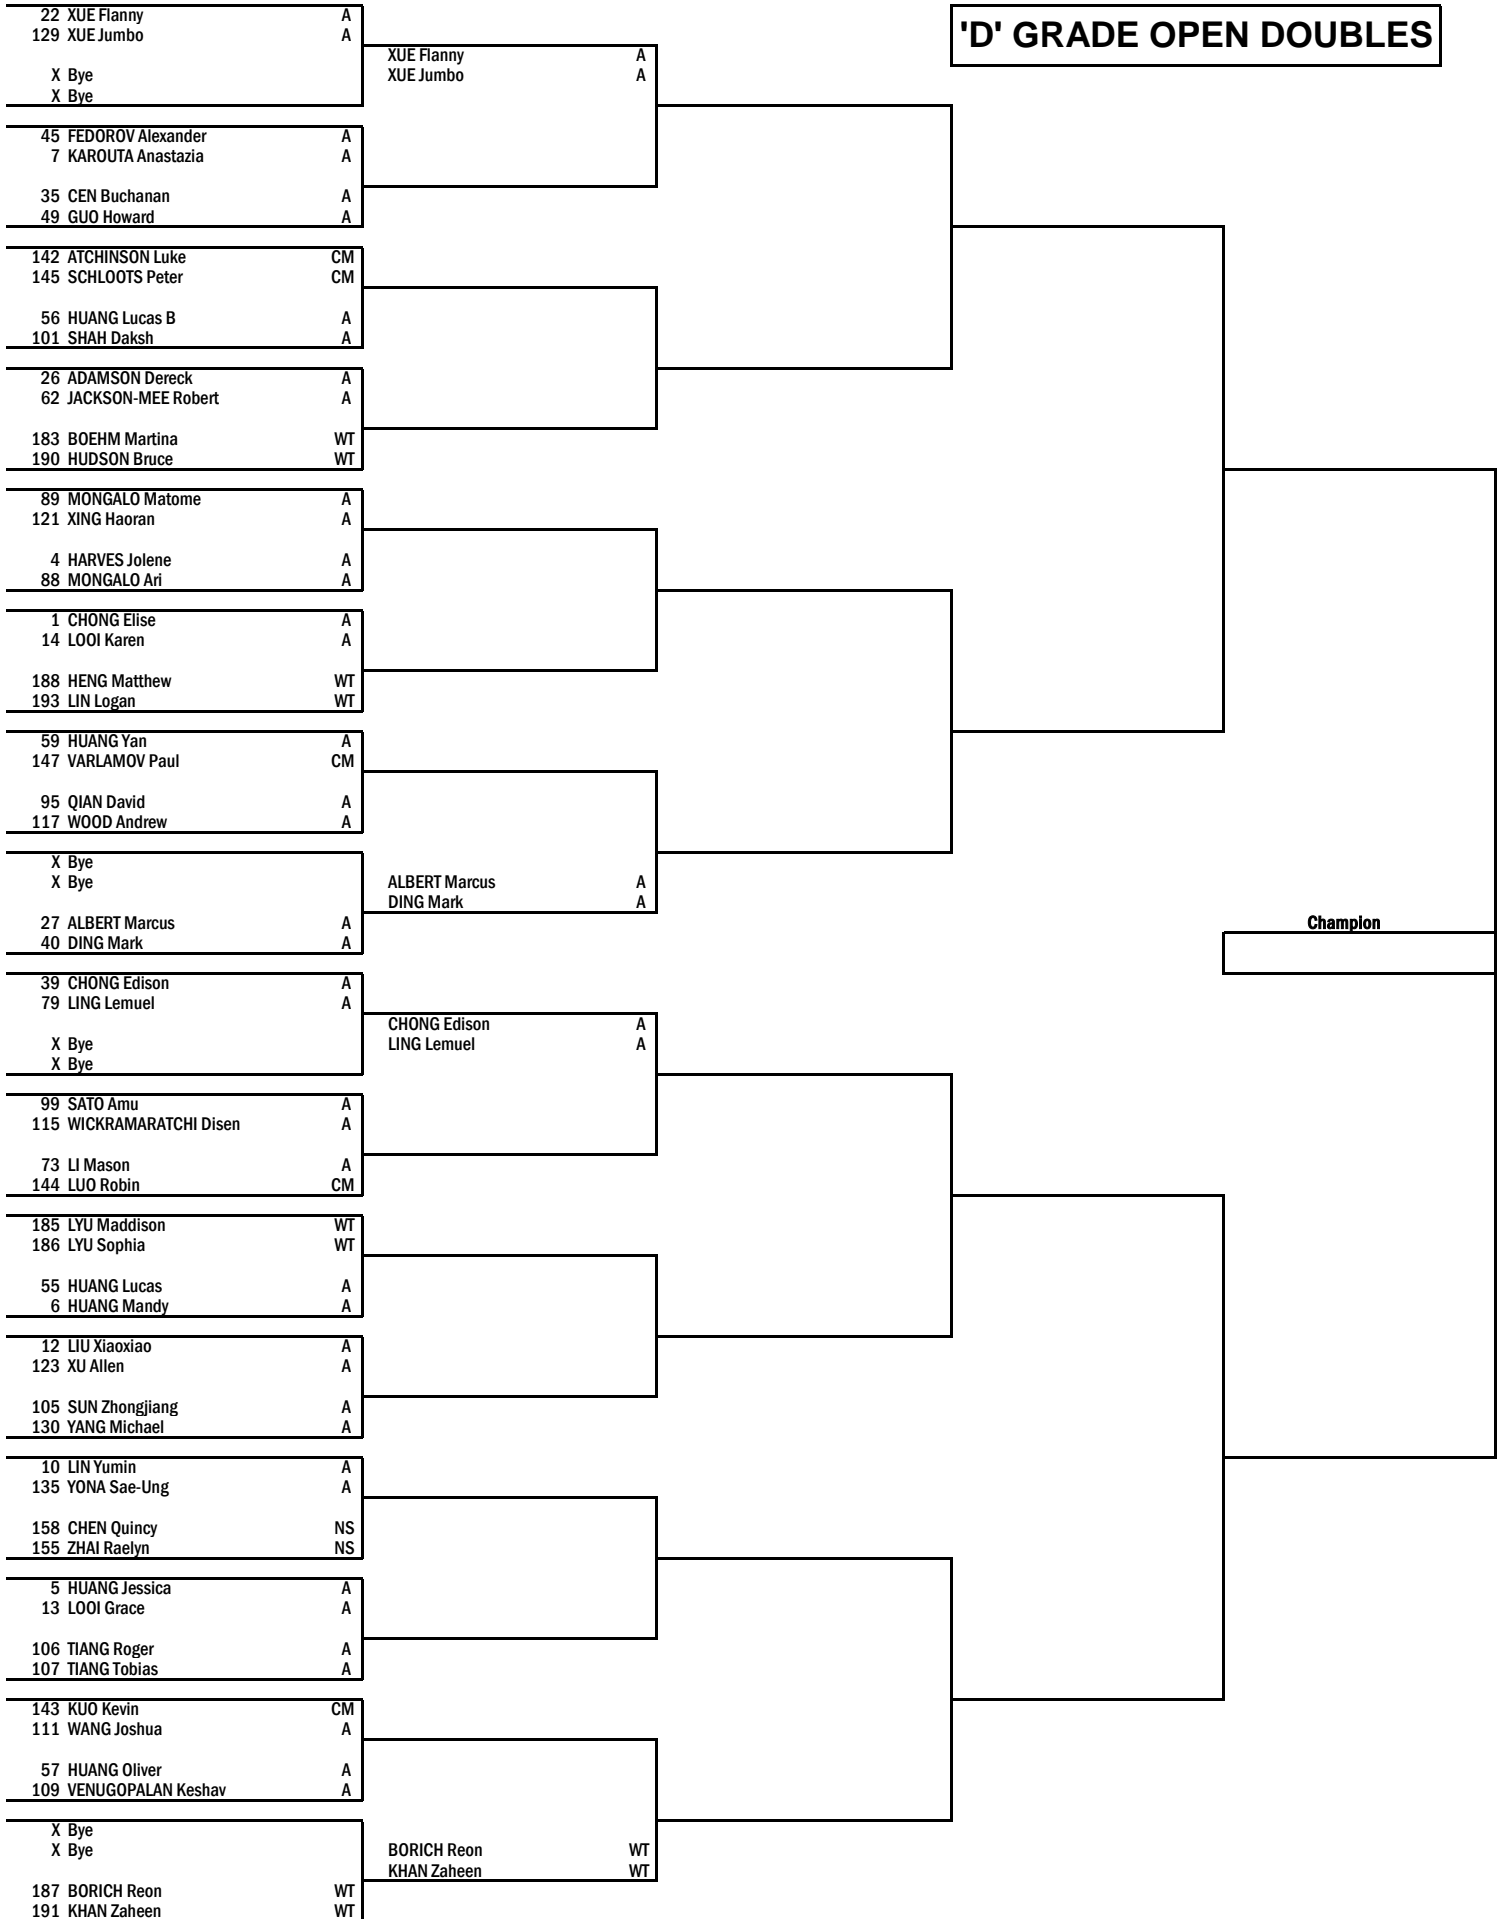 'D' GRADE OPEN DOUBLES
22 XUE Flanny A
129 XUE Jumbo A
XUE Flanny A
XUE Jumbo A
X Bye
X Bye
45 FEDOROV Alexander A
7 KAROUTA Anastazia A
35 CEN Buchanan A
49 GUO Howard A
142 ATCHINSON Luke CM
145 SCHLOOTS Peter CM
56 HUANG Lucas B A
101 SHAH Daksh A
26 ADAMSON Dereck A
62 JACKSON-MEE Robert A
183 BOEHM Martina WT
190 HUDSON Bruce WT
89 MONGALO Matome A
121 XING Haoran A
4 HARVES Jolene A
88 MONGALO Ari A
1 CHONG Elise A
14 LOOI Karen A
188 HENG Matthew WT
193 LIN Logan WT
59 HUANG Yan A
147 VARLAMOV Paul CM
95 QIAN David A
117 WOOD Andrew A
X Bye
X Bye
ALBERT Marcus A
DING Mark A
27 ALBERT Marcus A
40 DING Mark A
Champion
39 CHONG Edison A
79 LING Lemuel A
CHONG Edison A
LING Lemuel A
X Bye
X Bye
99 SATO Amu A
115 WICKRAMARATCHI Disen A
73 LI Mason A
144 LUO Robin CM
185 LYU Maddison WT
186 LYU Sophia WT
55 HUANG Lucas A
6 HUANG Mandy A
12 LIU Xiaoxiao A
123 XU Allen A
105 SUN Zhongjiang A
130 YANG Michael A
10 LIN Yumin A
135 YONA Sae-Ung A
158 CHEN Quincy NS
155 ZHAI Raelyn NS
5 HUANG Jessica A
13 LOOI Grace A
106 TIANG Roger A
107 TIANG Tobias A
143 KUO Kevin CM
111 WANG Joshua A
57 HUANG Oliver A
109 VENUGOPALAN Keshav A
X Bye
X Bye
BORICH Reon WT
KHAN Zaheen WT
187 BORICH Reon WT
191 KHAN Zaheen WT